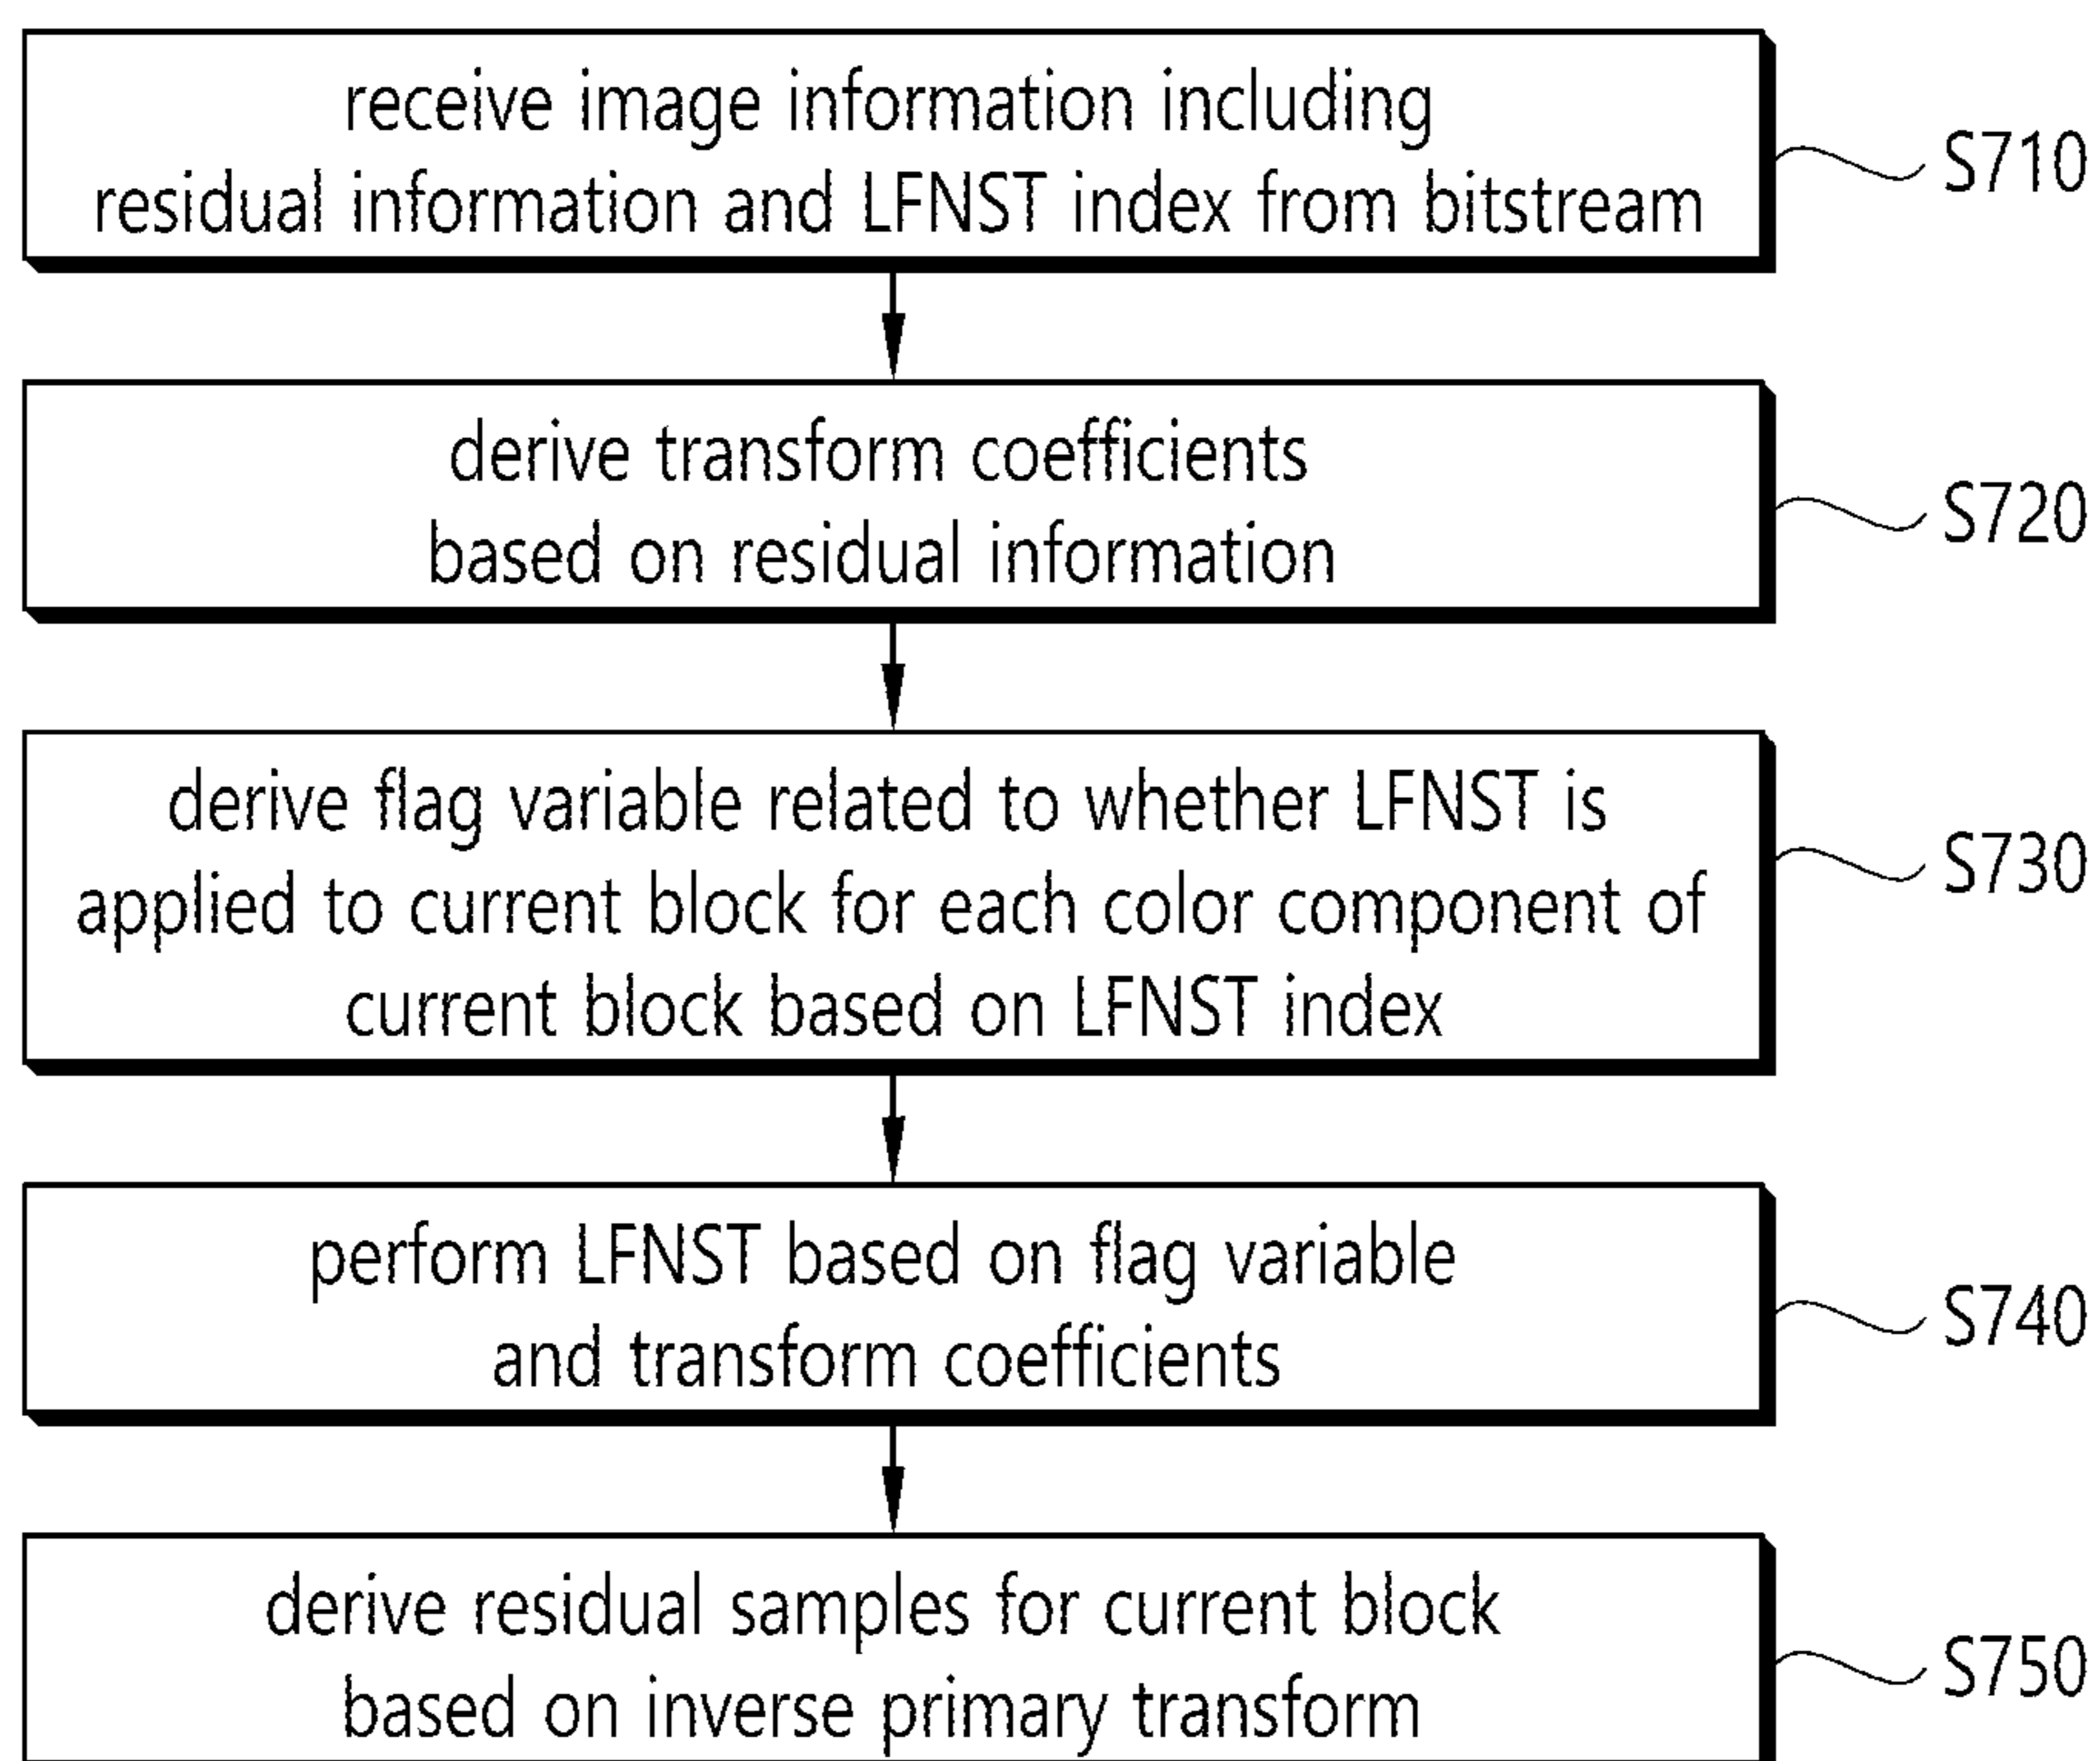 receive image information including
residual information and LFNST index from bitstream
S710
derive transform coefficients
based on residual information
S720
derive flag variable related to whether LFNST is
applied to current block for each color component of
current block based on LFNST index
S730
perform LFNST based on flag variable
and transform coefficients
S740
derive residual samples for current block
based on inverse primary transform
S750